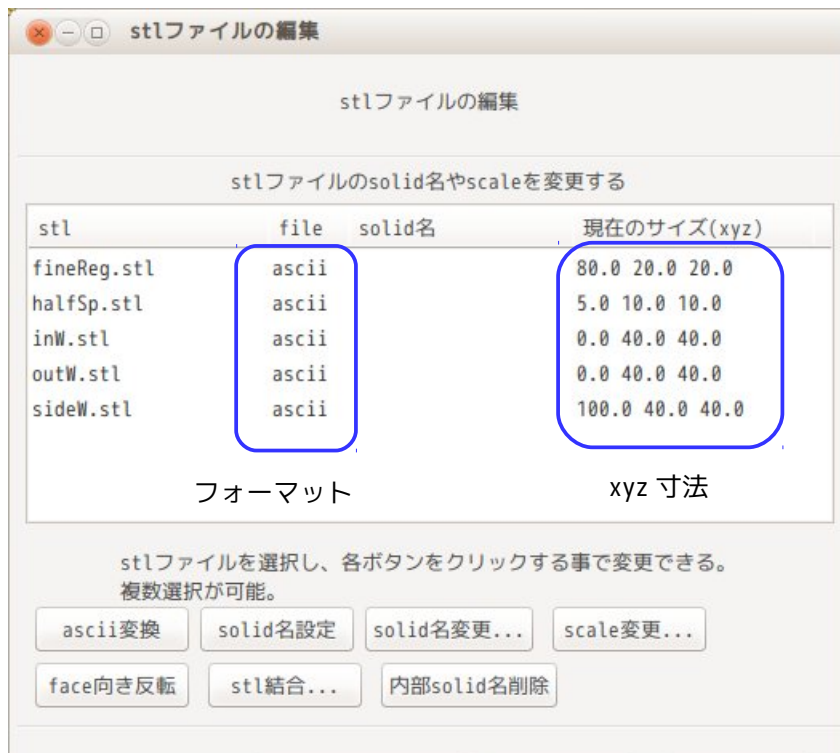 stlファイルの編集
stlファイルの編集
stlファイルのsolid名やscaleを変更する
stl file solid名 現在のサイズ(xyz)
fineReg.stl ascii 80.0 20.0 20.0
halfSp.stl ascii 5.0 10.0 10.0
inW.stl ascii 0.0 40.0 40.0
outW.stl ascii 0.0 40.0 40.0
sideW.stl ascii 100.0 40.0 40.0
フォーマット xyz 寸法
stlファイルを選択し、各ボタンをクリックする事で変更できる。
複数選択が可能。
ascii変換 solid名設定 solid名変更... scale変更...
face向き反転 stl結合... 内部solid名削除